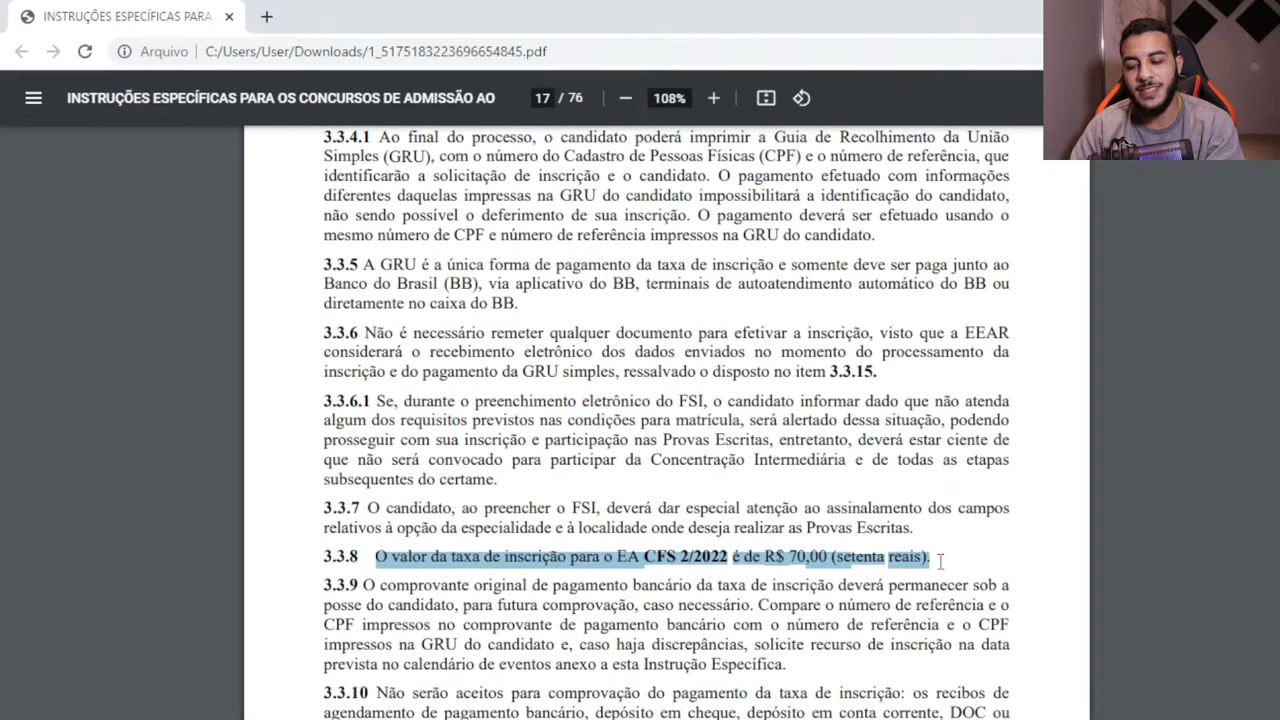 INSTRUÇÕES ESPECÍFICAS PARA
Arquivo
C:/Users/User/Downloads/1_5175183223696654845.pdf
INSTRUÇÕES ESPECÍFICAS PARA OS CONCURSOS DE ADMISSÃO AO
17 / 76
108%
3.3.4.1 Ao final do processo, o candidato poderá imprimir a Guia de Recolhimento da União
Simples (GRU), com o número do Cadastro de Pessoas Físicas (CPF) e o número de referência, que
identificarão a solicitação de inscrição e o candidato. O pagamento efetuado com informações
diferentes daquelas impressas na GRU do candidato impossibilitará a identificação do candidato,
não sendo possível o deferimento de sua inscrição. O pagamento deverá ser efetuado usando o
mesmo número de CPF e número de referência impressos na GRU do candidato.
3.3.5 A GRU é a única forma de pagamento da taxa de inscrição e somente deve ser paga junto ao
Banco do Brasil (BB), via aplicativo do BB, terminais de autoatendimento automático do BB ou
diretamente no caixa do BB.
3.3.6 Não é necessário remeter qualquer documento para efetivar a inscrição, visto que a EEAR
considerará o recebimento eletrônico dos dados enviados no momento do processamento da
inscrição e do pagamento da GRU simples, ressalvado o disposto no item 3.3.15.
3.3.6.1 Se, durante o preenchimento eletrônico do FSI, o candidato informar dado que não atenda
algum dos requisitos previstos nas condições para matrícula, será alertado dessa situação, podendo
prosseguir com sua inscrição e participação nas Provas Escritas, entretanto, deverá estar ciente de
que não será convocado para participar da Concentração Intermediária e de todas as etapas
subsequentes do certame.
3.3.7 O candidato, ao preencher o FSI, deverá dar especial atenção ao assinalamento dos campos
relativos à opção da especialidade e à localidade onde deseja realizar as Provas Escritas.
3.3.8 O valor da taxa de inscrição para o EA CFS 2/2022 é de R$ 70,00 (setenta reais).
3.3.9 O comprovante original de pagamento bancário da taxa de inscrição deverá permanecer sob a
posse do candidato, para futura comprovação, caso necessário. Compare o número de referência e o
CPF impressos no comprovante de pagamento bancário com o número de referência e o CPF
impressos na GRU do candidato e, caso haja discrepâncias, solicite recurso de inscrição na data
prevista no calendário de eventos anexo a esta Instrução Específica.
3.3.10 Não serão aceitos para comprovação do pagamento da taxa de inscrição: os recibos de
agendamento de pagamento bancário, depósito em cheque, depósito em conta corrente, DOC ou